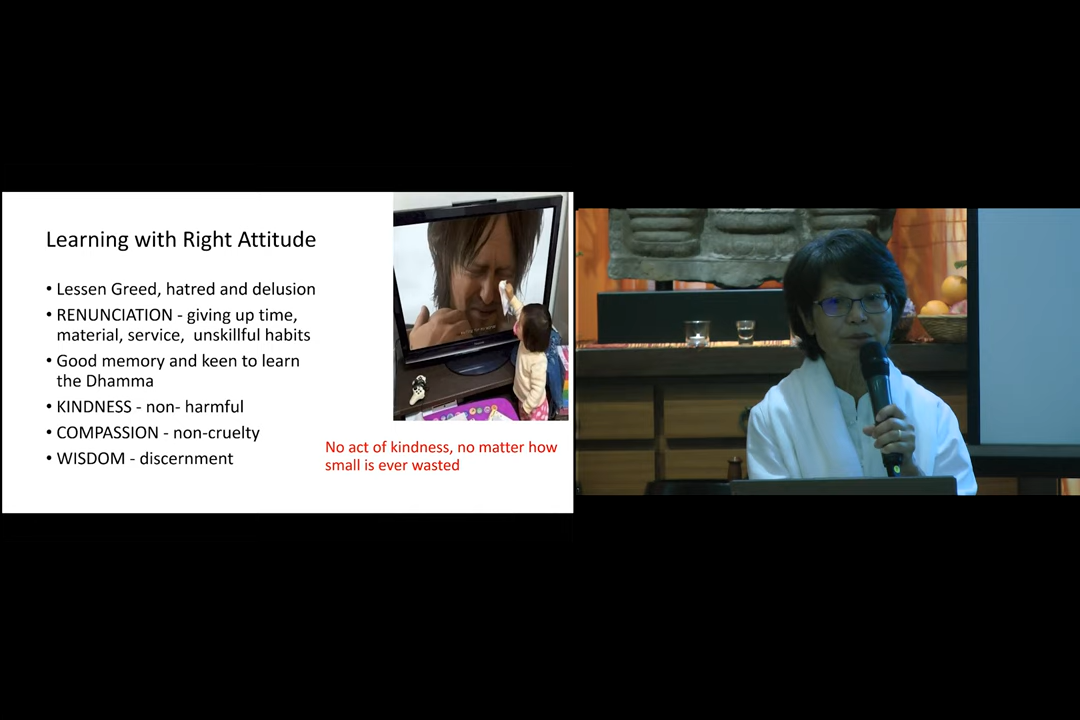 Learning with Right Attitude
• Lessen Greed, hatred and delusion
• RENUNCIATION - giving up time,
material, service, unskillful habits
• Good memory and keen to learn
the Dhamma
• KINDNESS - non- harmful
• COMPASSION - non-cruelty
• WISDOM - discernment
No act of kindness, no matter how
small is ever wasted